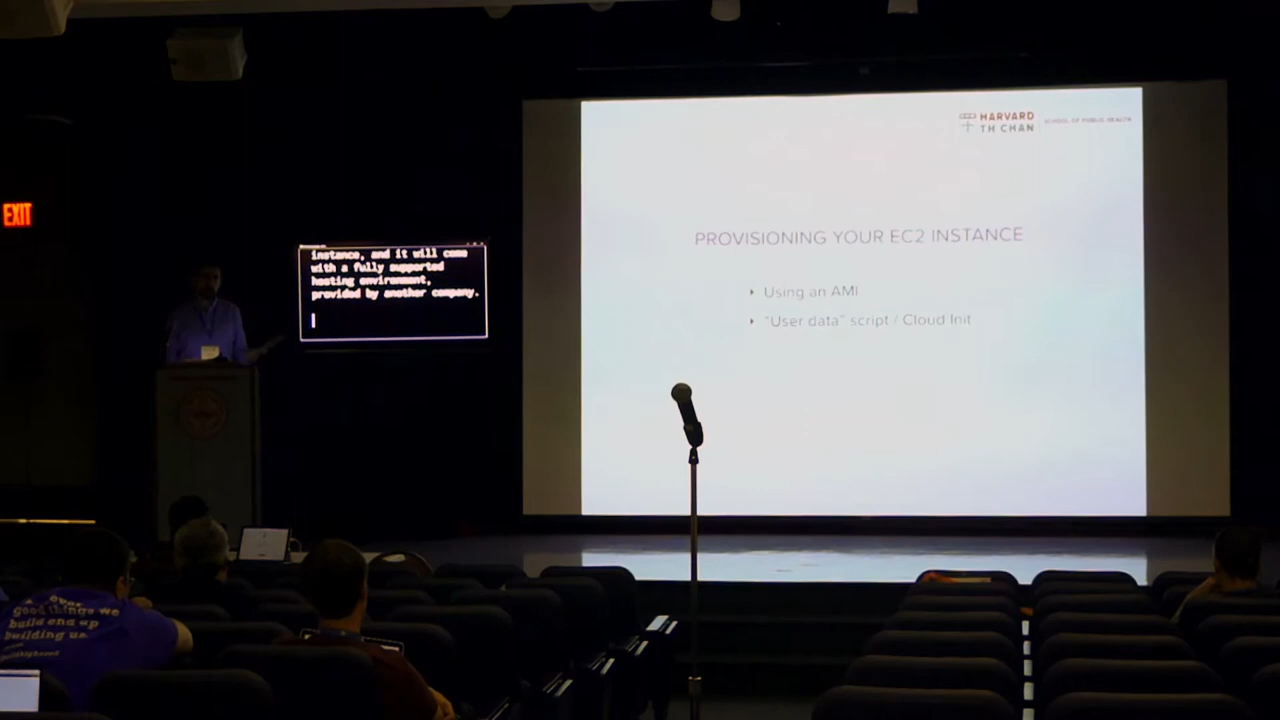 EXIT
instance, and it will come
with a fully supported
hosting environment,
provided by another company.
HARVARD
TH CHAN
SCHOOL OF PUBLIC HEALTH
PROVISIONING YOUR EC2 INSTANCE
Using an AMI
"User data" script / Cloud Init
good things we
build end up
building us.